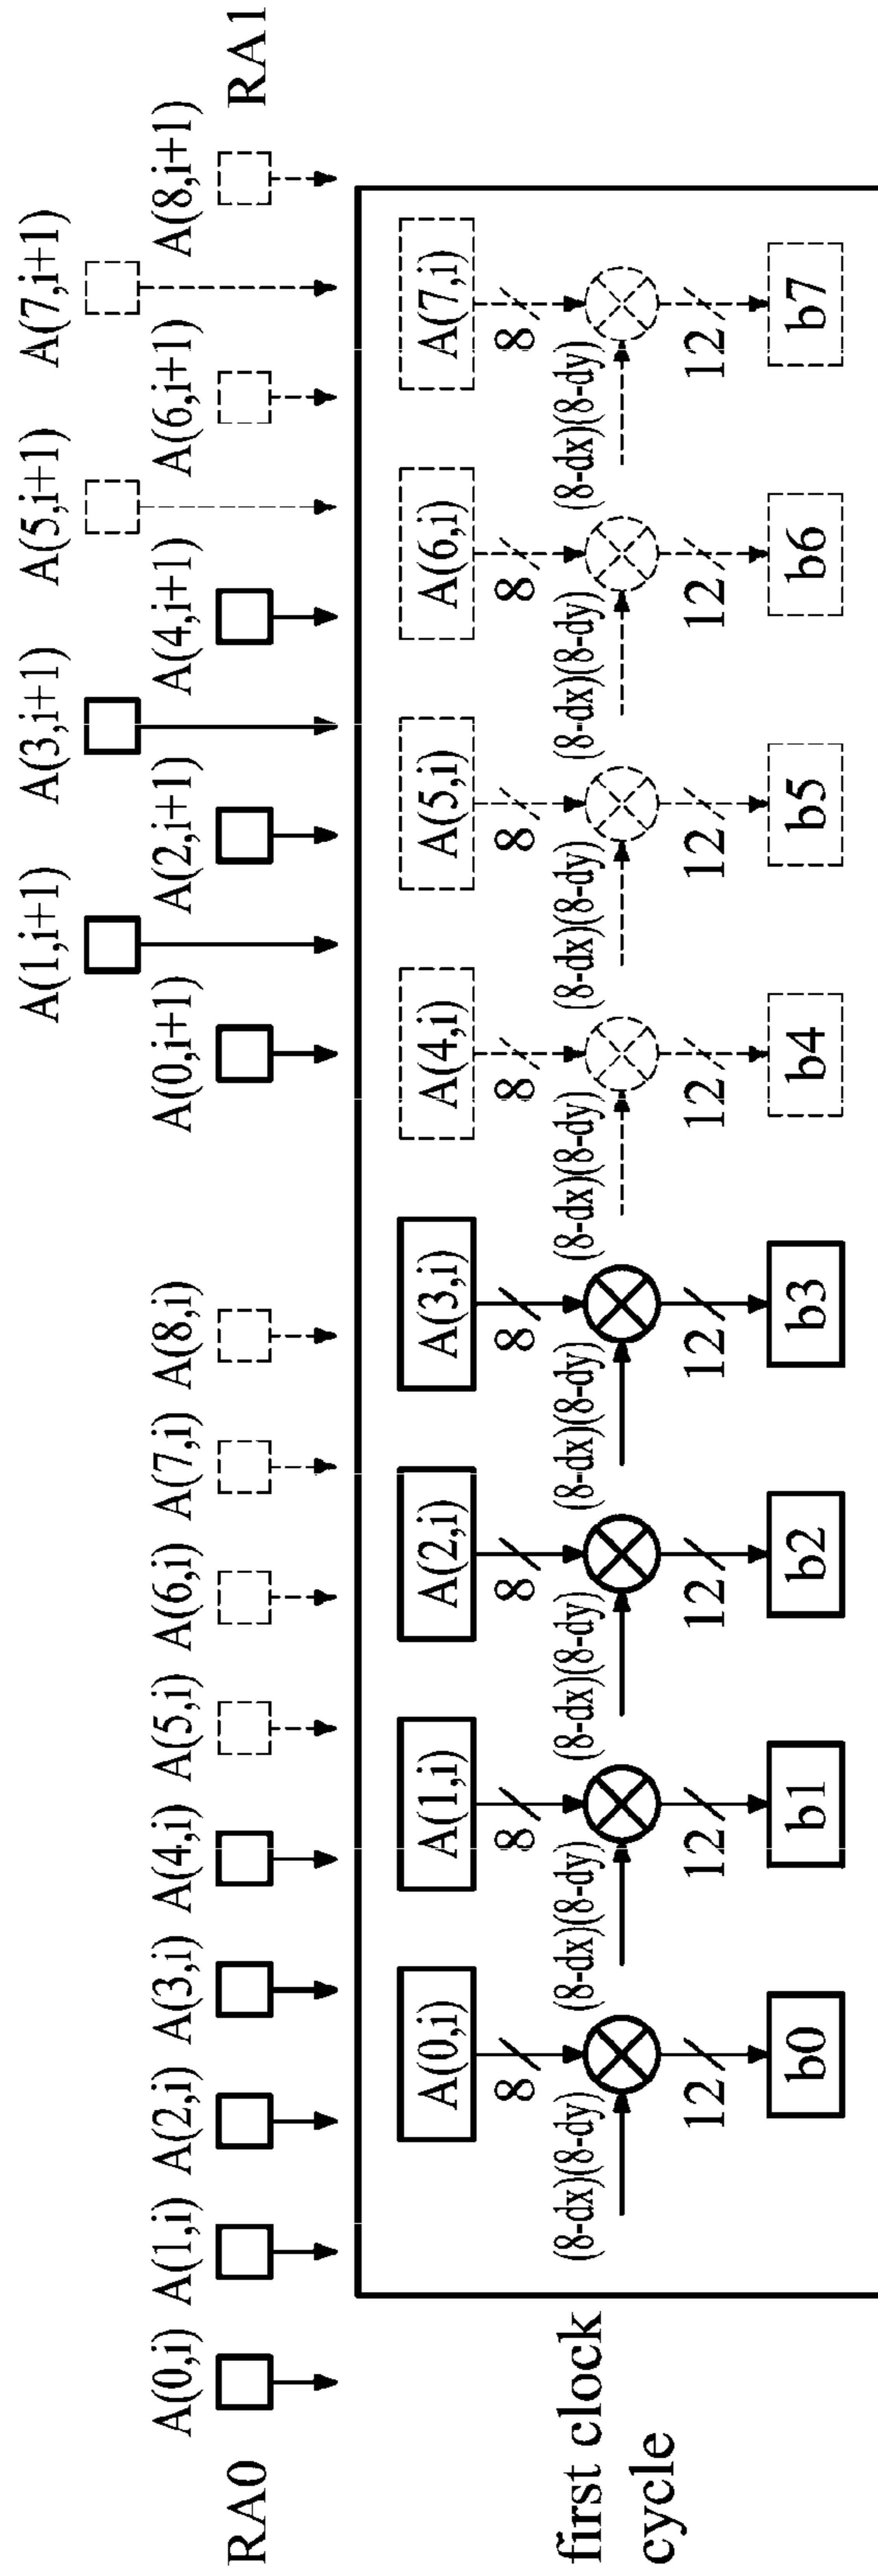 A(1,i+1) A(3,i+1) A(5,i+1) A(7,i+1)
A(0,i) A(1,i) A(2,i) A(3,i) A(4,i) A(5,i) A(6,i) A(7,i) A(8,i) A(0,i+1) A(2,i+1) A(4,i+1) A(6,i+1) A(8,i+1)
RA0 RA1
A(0,i) A(1,i) A(2,i) A(3,i) A(4,i) A(5,i) A(6,i) A(7,i)
8 8 8 8 8 8 8 8
first clock
cycle
(8-dx)(8-dy) (8-dx)(8-dy) (8-dx)(8-dy) (8-dx)(8-dy) (8-dx)(8-dy) (8-dx)(8-dy) (8-dx)(8-dy) (8-dx)(8-dy)
12 12 12 12 12 12 12 12
b0 b1 b2 b3 b4 b5 b6 b7